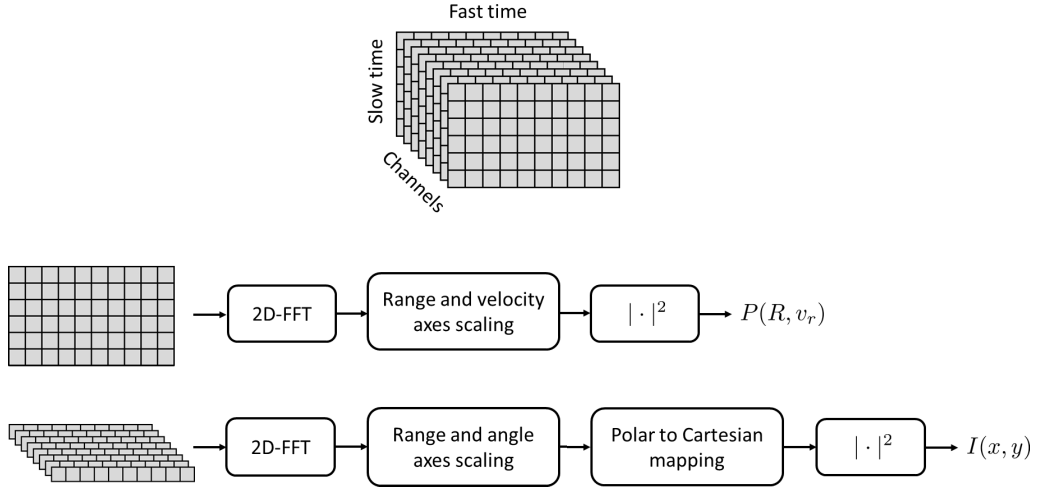 Fast time
Slow time
Channels
2D-FFT
Range and velocity
axes scaling
| · |²
P(R, vᵣ)
2D-FFT
Range and angle
axes scaling
Polar to Cartesian
mapping
| · |²
I(x, y)